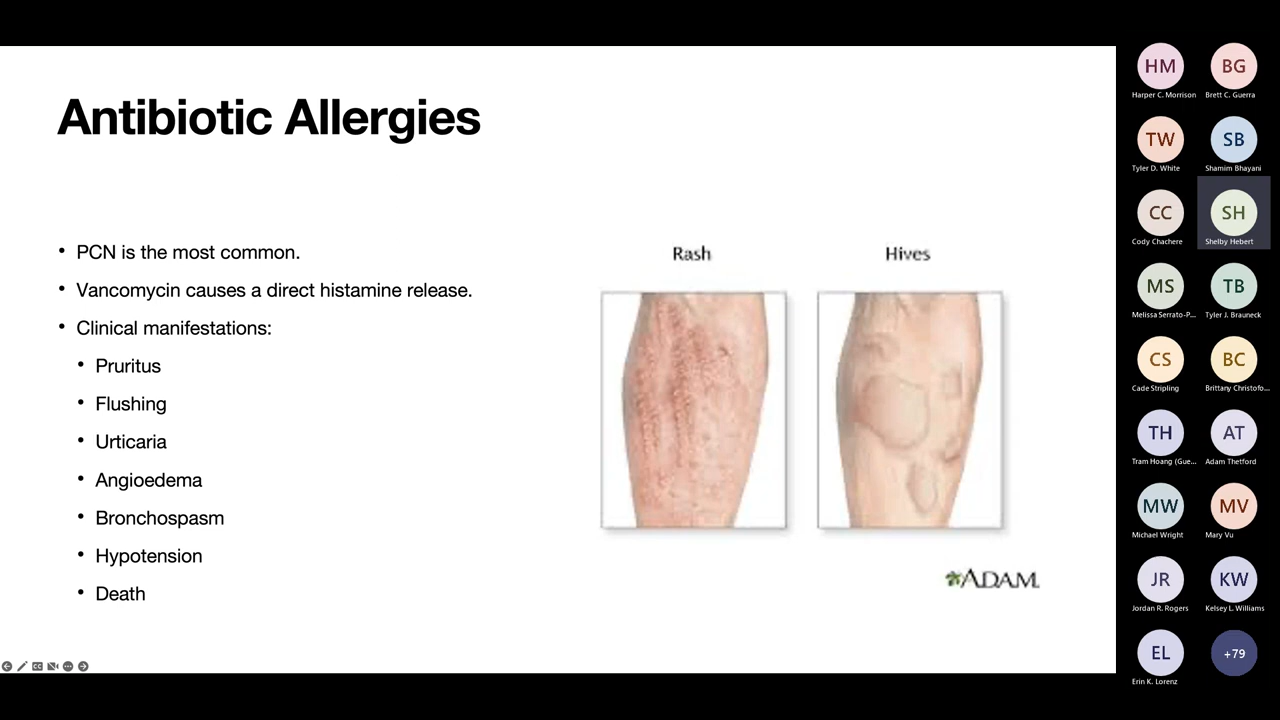 Antibiotic Allergies
• PCN is the most common.
• Vancomycin causes a direct histamine release.
• Clinical manifestations:
• Pruritus
• Flushing
• Urticaria
• Angioedema
• Bronchospasm
• Hypotension
• Death
Rash
Hives
ADAM.
HM
Harper C. Morrison
BG
Brett C. Guerra
TW
Tyler D. White
SB
Shamim Bhayani
CC
Cody Chachere
SH
Shelby Hebert
MS
Melissa Serrato-P...
TB
Tyler J. Brauneck
CS
Cade Stripling
BC
Brittany Christofo...
TH
Tram Hoang (Gue...
AT
Adam Thetford
MW
Michael Wright
MV
Mary Vu
JR
Jordan R. Rogers
KW
Kelsey L. Williams
EL
Erin K. Lorenz
+79